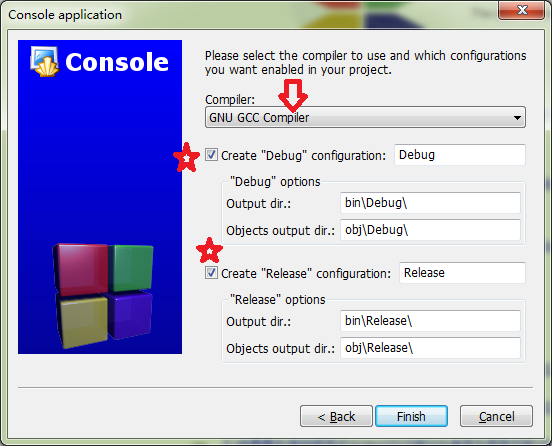 Console application
Console
Please select the compiler to use and which configurations
you want enabled in your project.
Compiler:
GNU GCC Compiler
Create "Debug" configuration: Debug
"Debug" options
Output dir.: bin\Debug\
Objects output dir.: obj\Debug\
Create "Release" configuration: Release
"Release" options
Output dir.: bin\Release\
Objects output dir.: obj\Release\
< Back Finish Cancel